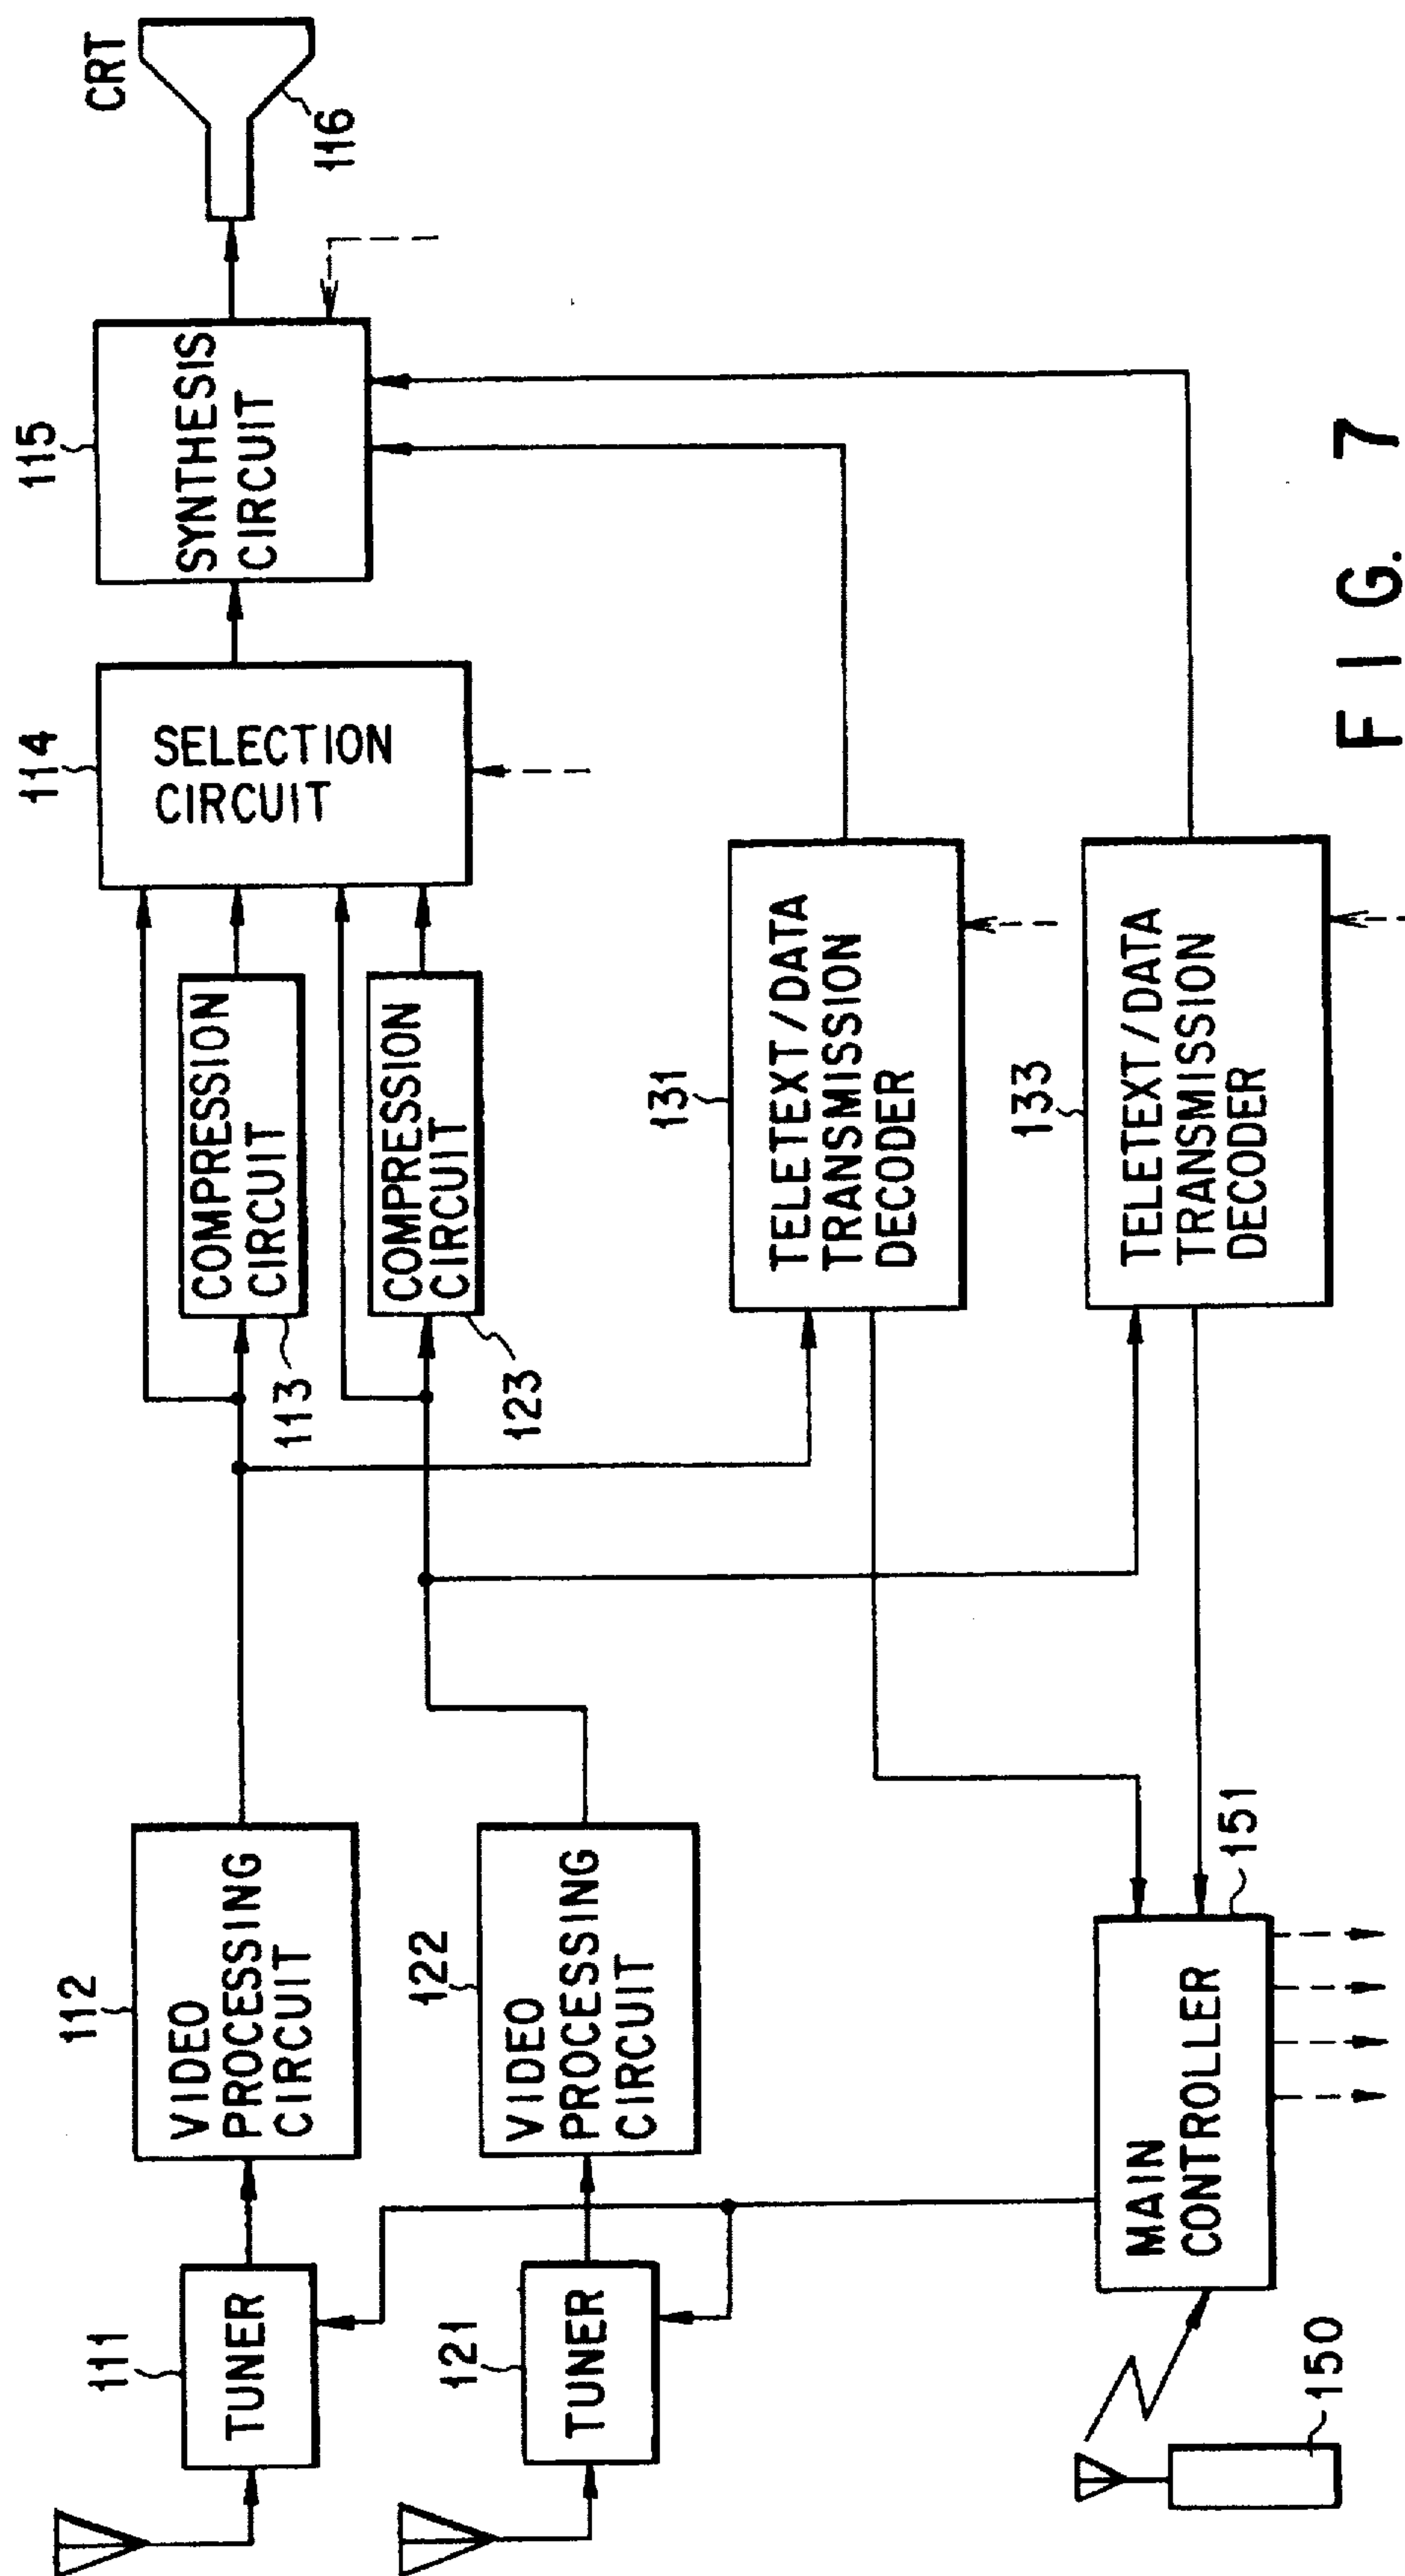 111
TUNER
112
VIDEO
PROCESSING
CIRCUIT
113
COMPRESSION
CIRCUIT
114
SELECTION
CIRCUIT
115
SYNTHESIS
CIRCUIT
CRT
116
121
TUNER
122
VIDEO
PROCESSING
CIRCUIT
123
COMPRESSION
CIRCUIT
131
TELETEXT/DATA
TRANSMISSION
DECODER
133
TELETEXT/DATA
TRANSMISSION
DECODER
150
MAIN
CONTROLLER
151
FIG. 7